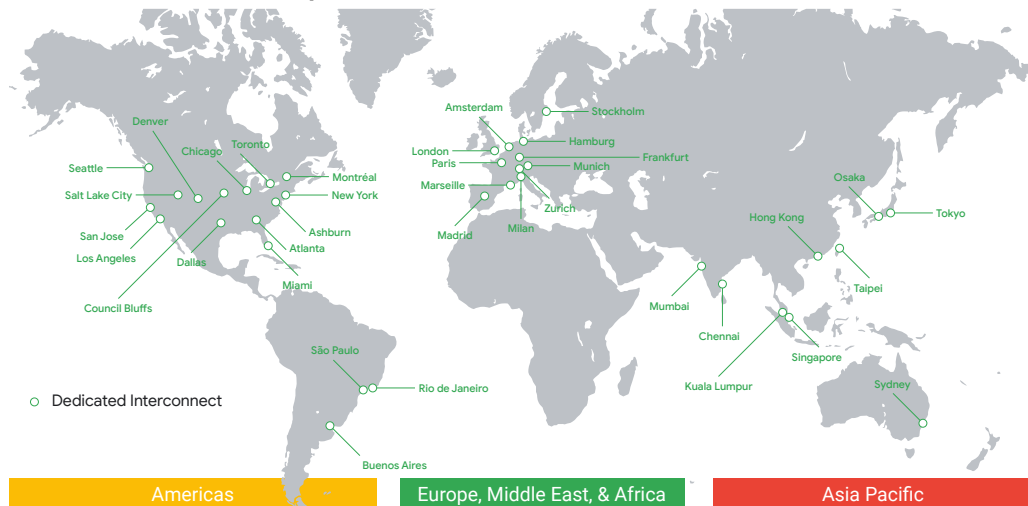 Amsterdam
Stockholm
Denver
Hamburg
Chicago
Toronto
London
Frankfurt
Paris
Munich
Seattle
Montréal
Marseille
Osaka
Salt Lake City
New York
Zurich
Tokyo
Hong Kong
Milan
Madrid
San Jose
Ashburn
Los Angeles
Dallas
Atlanta
Miami
Taipei
Mumbai
Council Bluffs
Chennai
São Paulo
Singapore
Kuala Lumpur
Rio de Janeiro
Sydney
Dedicated Interconnect
Buenos Aires
Americas
Europe, Middle East, & Africa
Asia Pacific